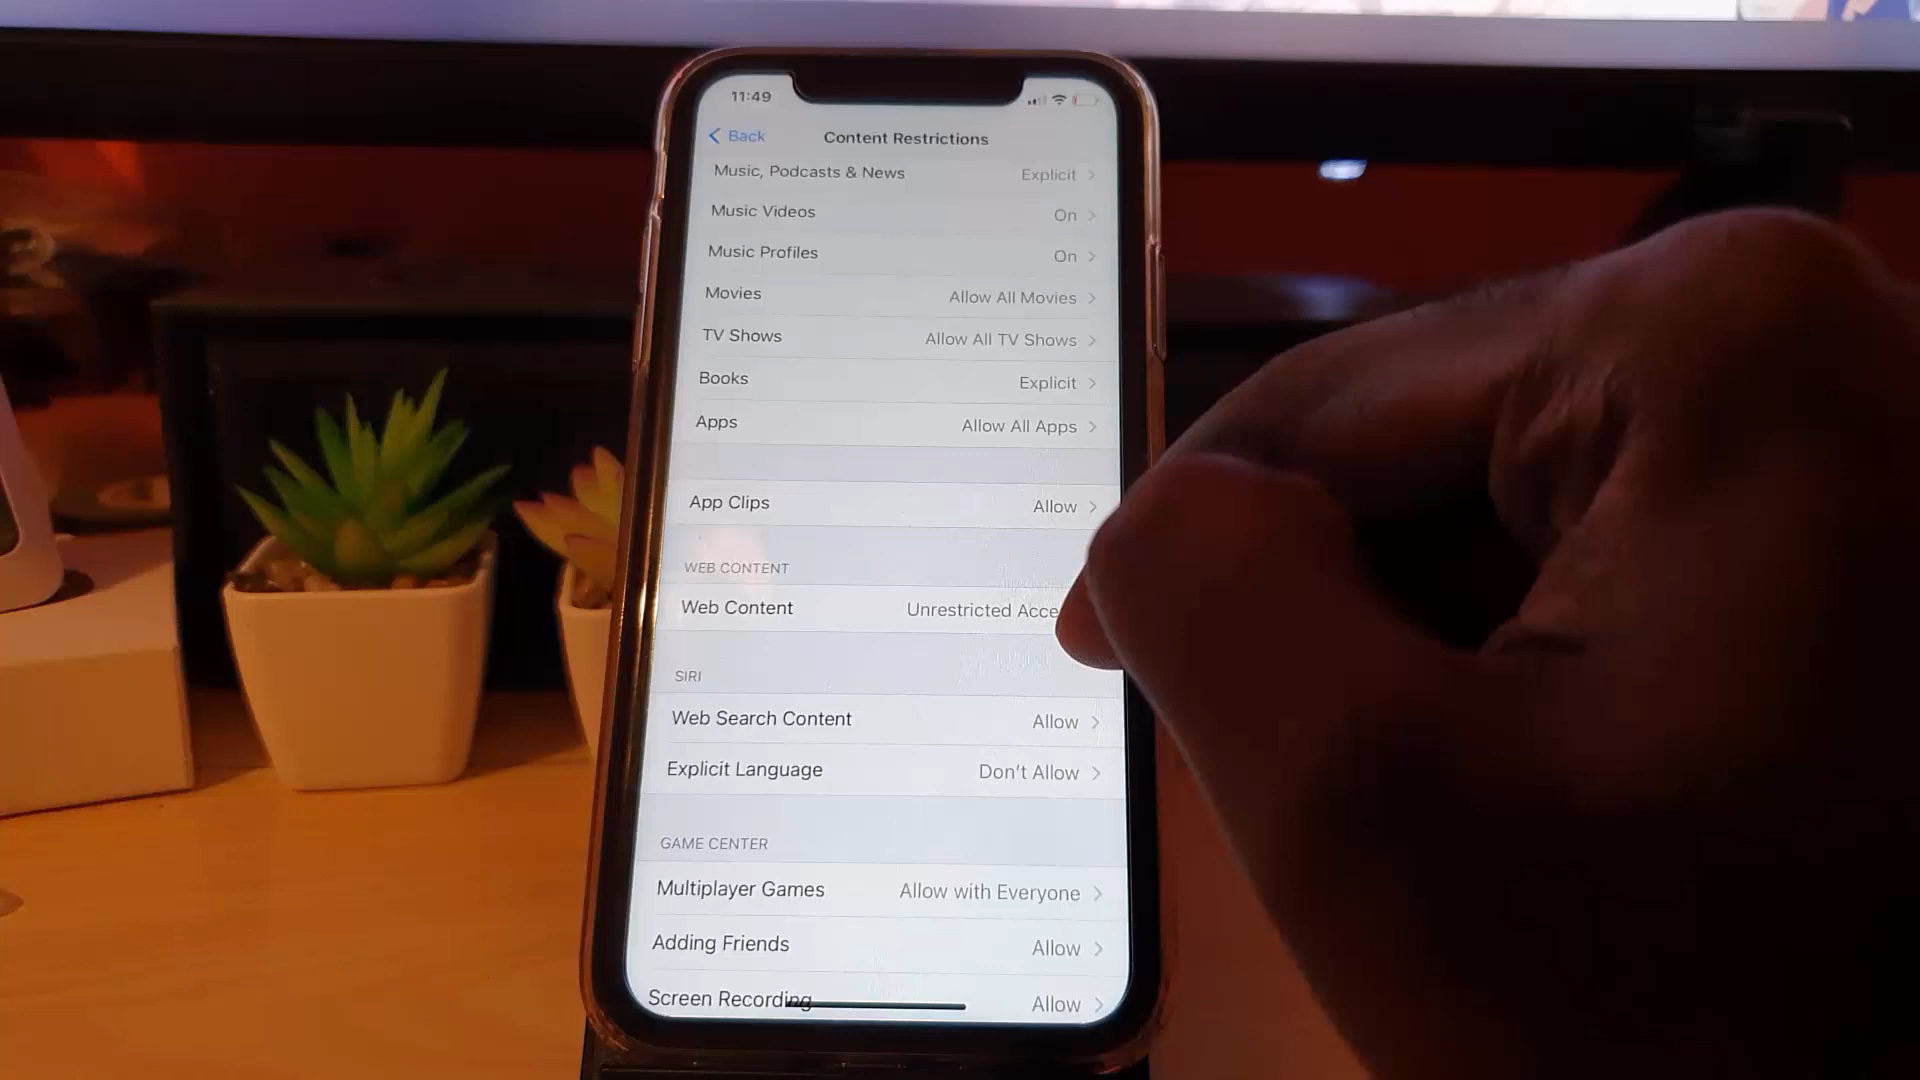 11:49
Back Content Restrictions
Music, Podcasts & News Explicit
Music Videos On
Music Profiles On
Movies Allow All Movies
TV Shows Allow All TV Shows
Books Explicit
Apps Allow All Apps
App Clips Allow
WEB CONTENT
Web Content Unrestricted Acce
SIRI
Web Search Content Allow
Explicit Language Don't Allow
GAME CENTER
Multiplayer Games Allow with Everyone
Adding Friends Allow
Screen Recording Allow